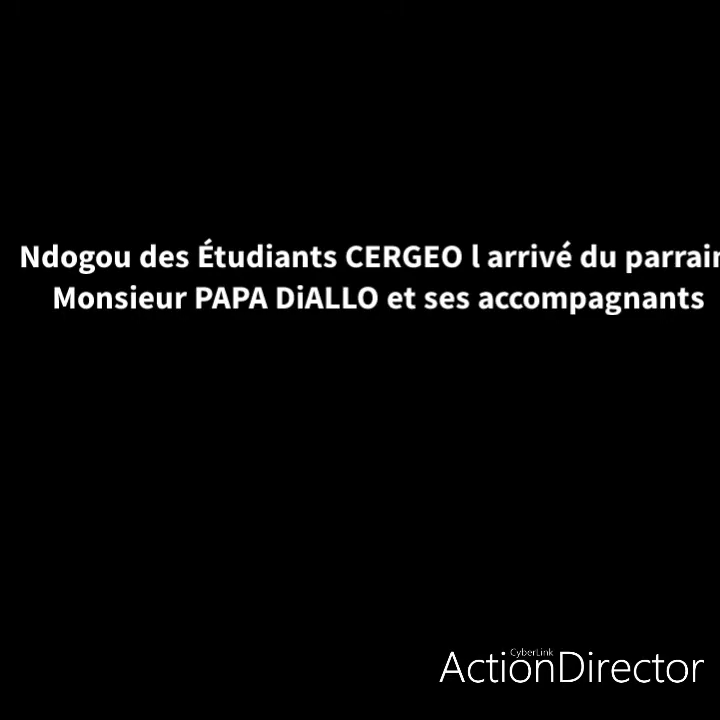 Ndogou des Étudiants CERGEO l arrivé du parrain
Monsieur PAPA DiALLO et ses accompagnants
CyberLink
ActionDirector